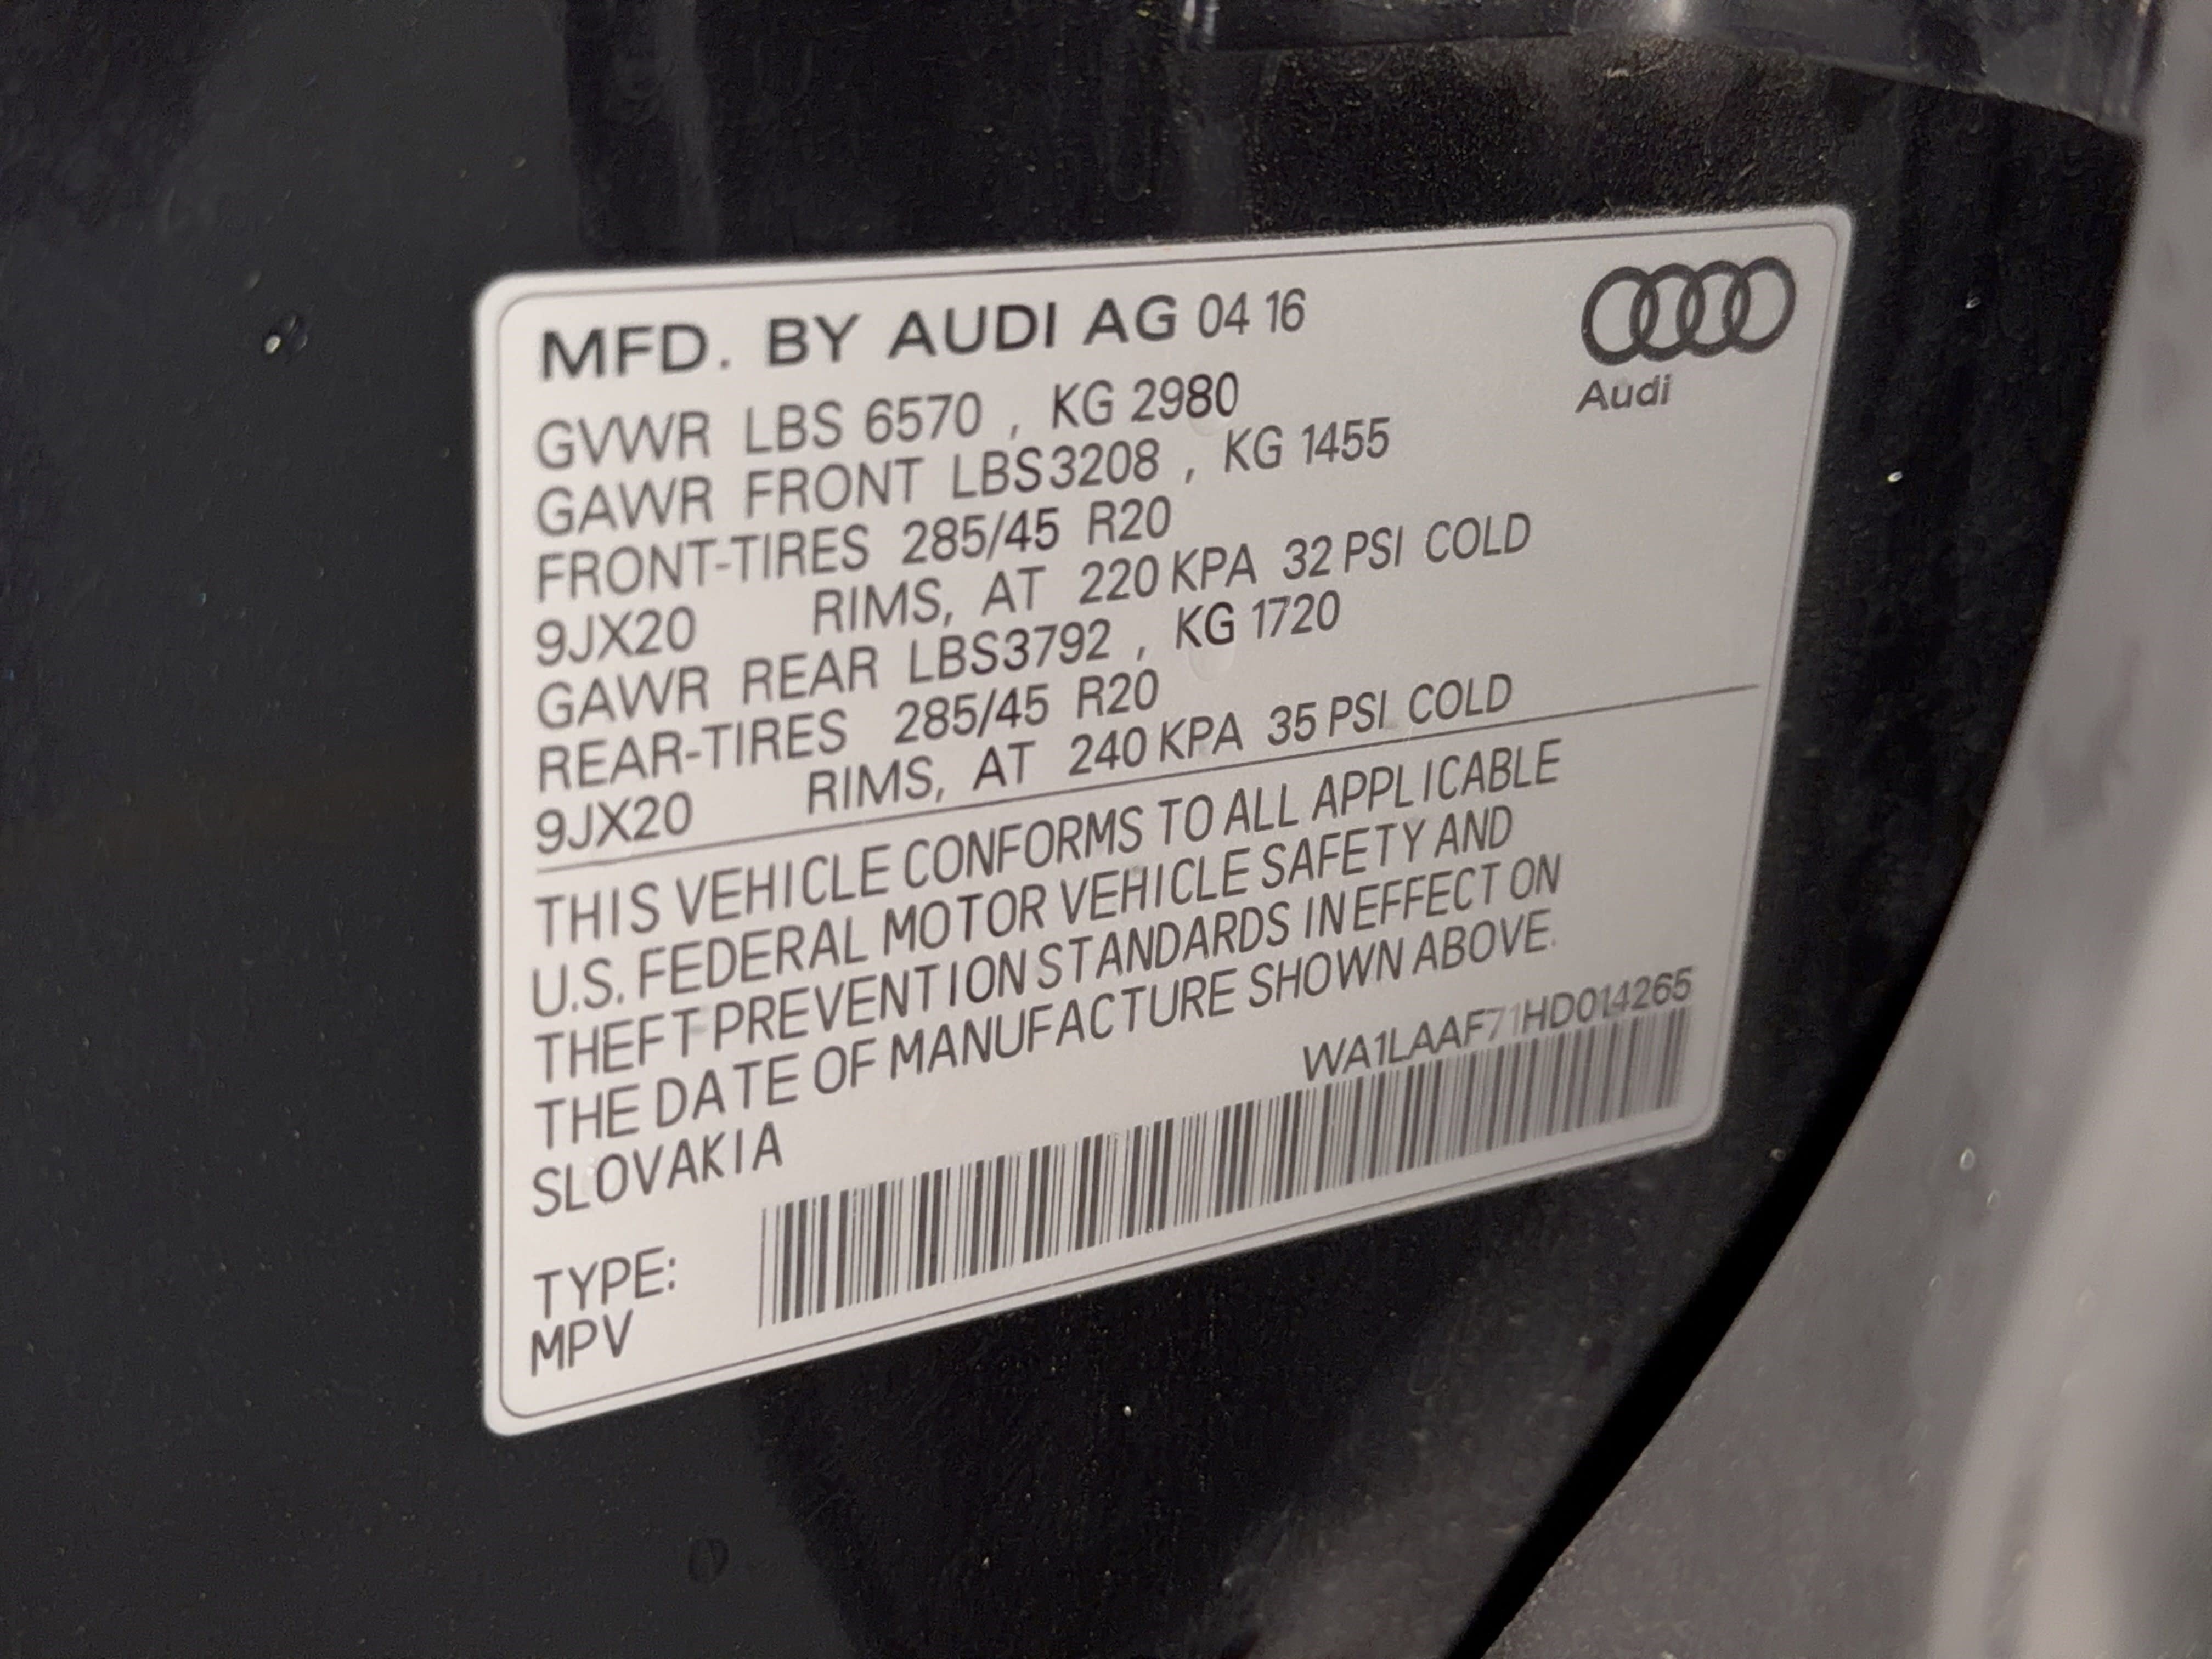 MFD. BY AUDI AG 04 16
Audi
GVWR LBS 6570 , KG 2980
GAWR FRONT LBS3208 , KG 1455
FRONT-TIRES 285/45 R20
9JX20 RIMS, AT 220 KPA 32 PSI COLD
GAWR REAR LBS3792 , KG 1720
REAR-TIRES 285/45 R20
9JX20 RIMS, AT 240 KPA 35 PSI COLD
THIS VEHICLE CONFORMS TO ALL APPLICABLE
U.S. FEDERAL MOTOR VEHICLE SAFETY AND
THEFT PREVENTION STANDARDS IN EFFECT ON
THE DATE OF MANUFACTURE SHOWN ABOVE.
SLOVAKIA
WA1LAAF71HD014265
TYPE:
MPV